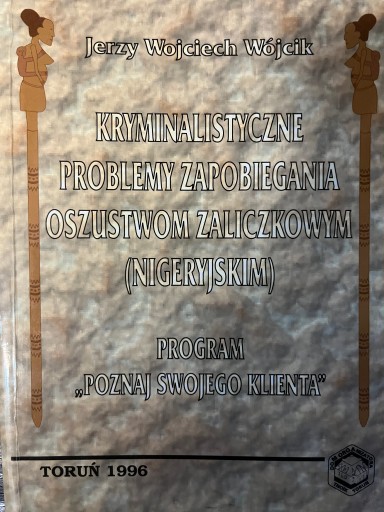 Jerzy Wojciech Wójcik
KRYMINALISTYCZNE
PROBLEMY ZAPOBIEGANIA
OSZUSTWOM ZALICZKOWYM
(NIGERYJSKIM)
PROGRAM
„POZNAJ SWOJEGO KLIENTA”
TORUŃ 1996